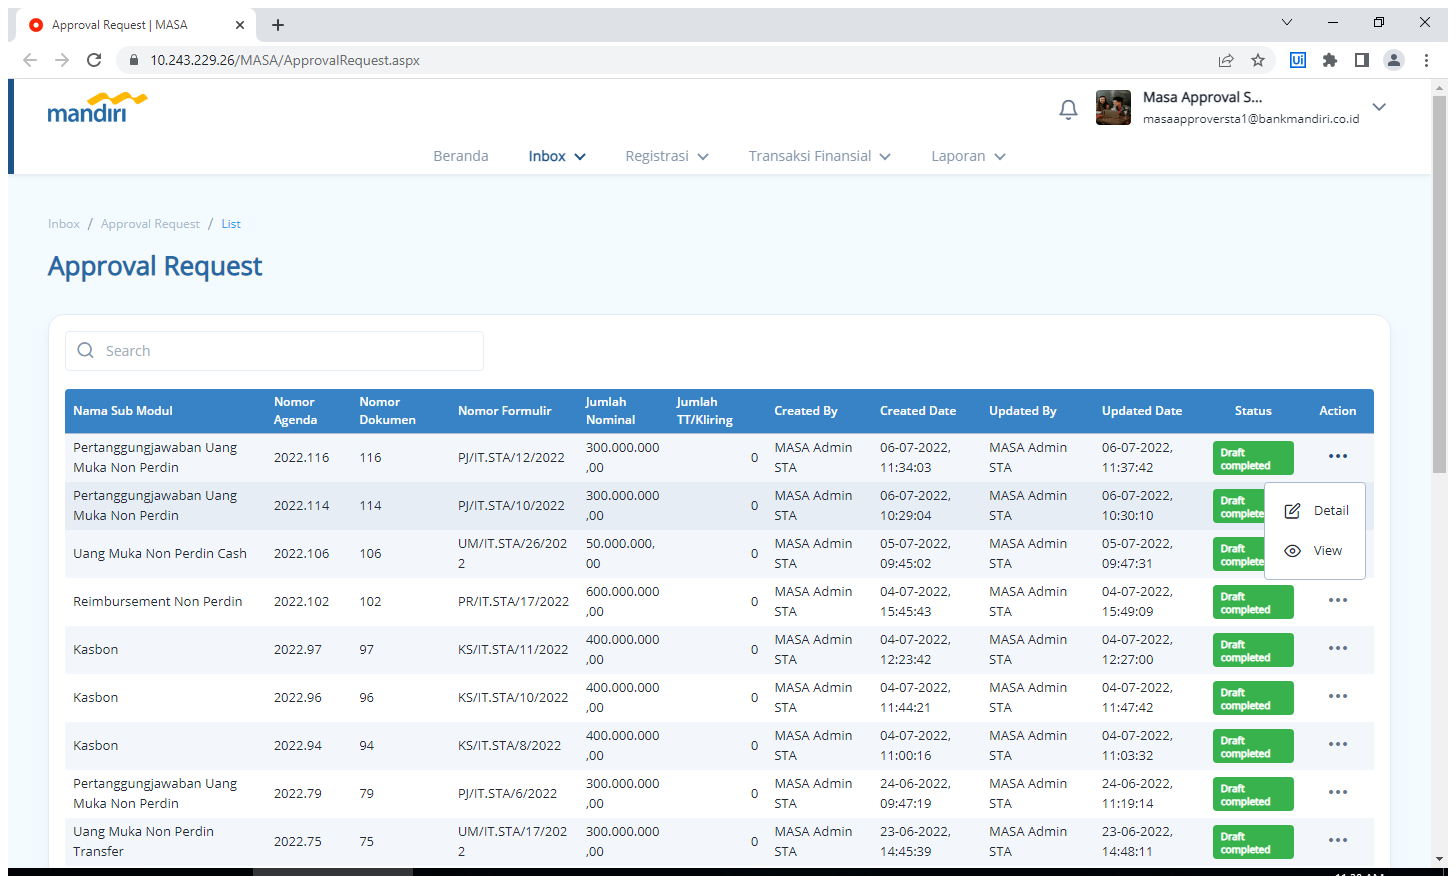 Approval Request | MASA
10.243.229.26/MASA/ApprovalRequest.aspx
Ui
mandiri
Masa Approval S...
masaapproversta1@bankmandiri.co.id
Beranda Inbox Registrasi Transaksi Finansial Laporan
Inbox / Approval Request / List
Approval Request
Search
Nama Sub Modul Nomor Agenda Nomor Dokumen Nomor Formulir Jumlah Nominal Jumlah TT/Kliring Created By Created Date Updated By Updated Date Status Action
Pertanggungjawaban Uang Muka Non Perdin 2022.116 116 PJ/IT.STA/12/2022 300.000.000,00 0 MASA Admin STA 06-07-2022, 11:34:03 MASA Admin STA 06-07-2022, 11:37:42 Draft completed
Pertanggungjawaban Uang Muka Non Perdin 2022.114 114 PJ/IT.STA/10/2022 300.000.000,00 0 MASA Admin STA 06-07-2022, 10:29:04 MASA Admin STA 06-07-2022, 10:30:10 Draft complete
Detail
Uang Muka Non Perdin Cash 2022.106 106 UM/IT.STA/26/2022 50.000.000,00 0 MASA Admin STA 05-07-2022, 09:45:02 MASA Admin STA 05-07-2022, 09:47:31 Draft complete
View
Reimbursement Non Perdin 2022.102 102 PR/IT.STA/17/2022 600.000.000,00 0 MASA Admin STA 04-07-2022, 15:45:43 MASA Admin STA 04-07-2022, 15:49:09 Draft completed
Kasbon 2022.97 97 KS/IT.STA/11/2022 400.000.000,00 0 MASA Admin STA 04-07-2022, 12:23:42 MASA Admin STA 04-07-2022, 12:27:00 Draft completed
Kasbon 2022.96 96 KS/IT.STA/10/2022 400.000.000,00 0 MASA Admin STA 04-07-2022, 11:44:21 MASA Admin STA 04-07-2022, 11:47:42 Draft completed
Kasbon 2022.94 94 KS/IT.STA/8/2022 400.000.000,00 0 MASA Admin STA 04-07-2022, 11:00:16 MASA Admin STA 04-07-2022, 11:03:32 Draft completed
Pertanggungjawaban Uang Muka Non Perdin 2022.79 79 PJ/IT.STA/6/2022 300.000.000,00 0 MASA Admin STA 24-06-2022, 09:47:19 MASA Admin STA 24-06-2022, 11:19:14 Draft completed
Uang Muka Non Perdin Transfer 2022.75 75 UM/IT.STA/17/2022 300.000.000,00 0 MASA Admin STA 23-06-2022, 14:45:39 MASA Admin STA 23-06-2022, 14:48:11 Draft completed